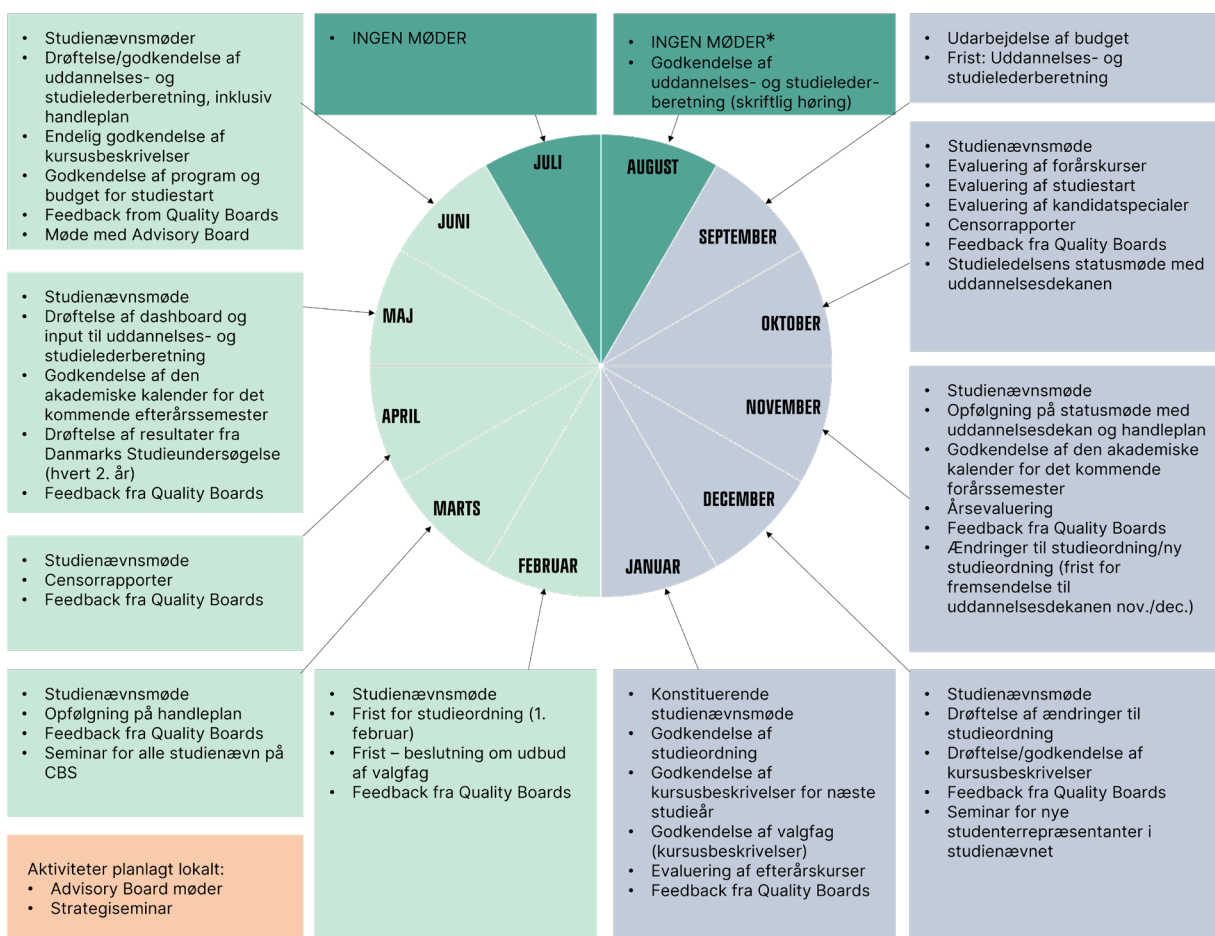 • Studienævnsmøder
• Drøftelse/godkendelse af
uddannelses- og
studielederberetning, inklusiv
handleplan
• Endelig godkendelse af
kursusbeskrivelser
• Godkendelse af program og
budget for studiestart
• Feedback from Quality Boards
• Møde med Advisory Board
• INGEN MØDER
• INGEN MØDER*
• Godkendelse af
uddannelses- og studieleder-
beretning (skriftlig høring)
• Udarbejdelse af budget
• Frist: Uddannelses- og
studielederberetning
• Studienævnsmøde
• Evaluering af forårskurser
• Evaluering af studiestart
• Evaluering af kandidatspecialer
• Censorrapporter
• Feedback fra Quality Boards
• Studieledelsens statusmøde med
uddannelsesdekanen
JULI
AUGUST
JUNI
SEPTEMBER
MAJ
OKTOBER
APRIL
NOVEMBER
MARTS
DECEMBER
FEBRUAR
JANUAR
• Studienævnsmøde
• Drøftelse af dashboard og
input til uddannelses- og
studielederberetning
• Godkendelse af den
akademiske kalender for det
kommende efterårssemester
• Drøftelse af resultater fra
Danmarks Studieundersøgelse
(hvert 2. år)
• Feedback fra Quality Boards
• Studienævnsmøde
• Opfølgning på statusmøde med
uddannelsesdekan og handleplan
• Godkendelse af den akademiske
kalender for det kommende
forårssemester
• Årsevaluering
• Feedback fra Quality Boards
• Ændringer til studieordning/ny
studieordning (frist for
fremsendelse til
uddannelsesdekanen nov./dec.)
• Studienævnsmøde
• Censorrapporter
• Feedback fra Quality Boards
• Studienævnsmøde
• Opfølgning på handleplan
• Feedback fra Quality Boards
• Seminar for alle studienævn på
CBS
• Studienævnsmøde
• Frist for studieordning (1.
februar)
• Frist – beslutning om udbud
af valgfag
• Feedback fra Quality Boards
• Konstituerende
studienævnsmøde
• Godkendelse af
studieordning
• Godkendelse af
kursusbeskrivelser for næste
studieår
• Godkendelse af valgfag
(kursusbeskrivelser)
• Evaluering af efterårskurser
• Feedback fra Quality Boards
• Studienævnsmøde
• Drøftelse af ændringer til
studieordning
• Drøftelse/godkendelse af
kursusbeskrivelser
• Feedback fra Quality Boards
• Seminar for nye
studenterrepræsentanter i
studienævnet
Aktiviteter planlagt lokalt:
• Advisory Board møder
• Strategiseminar